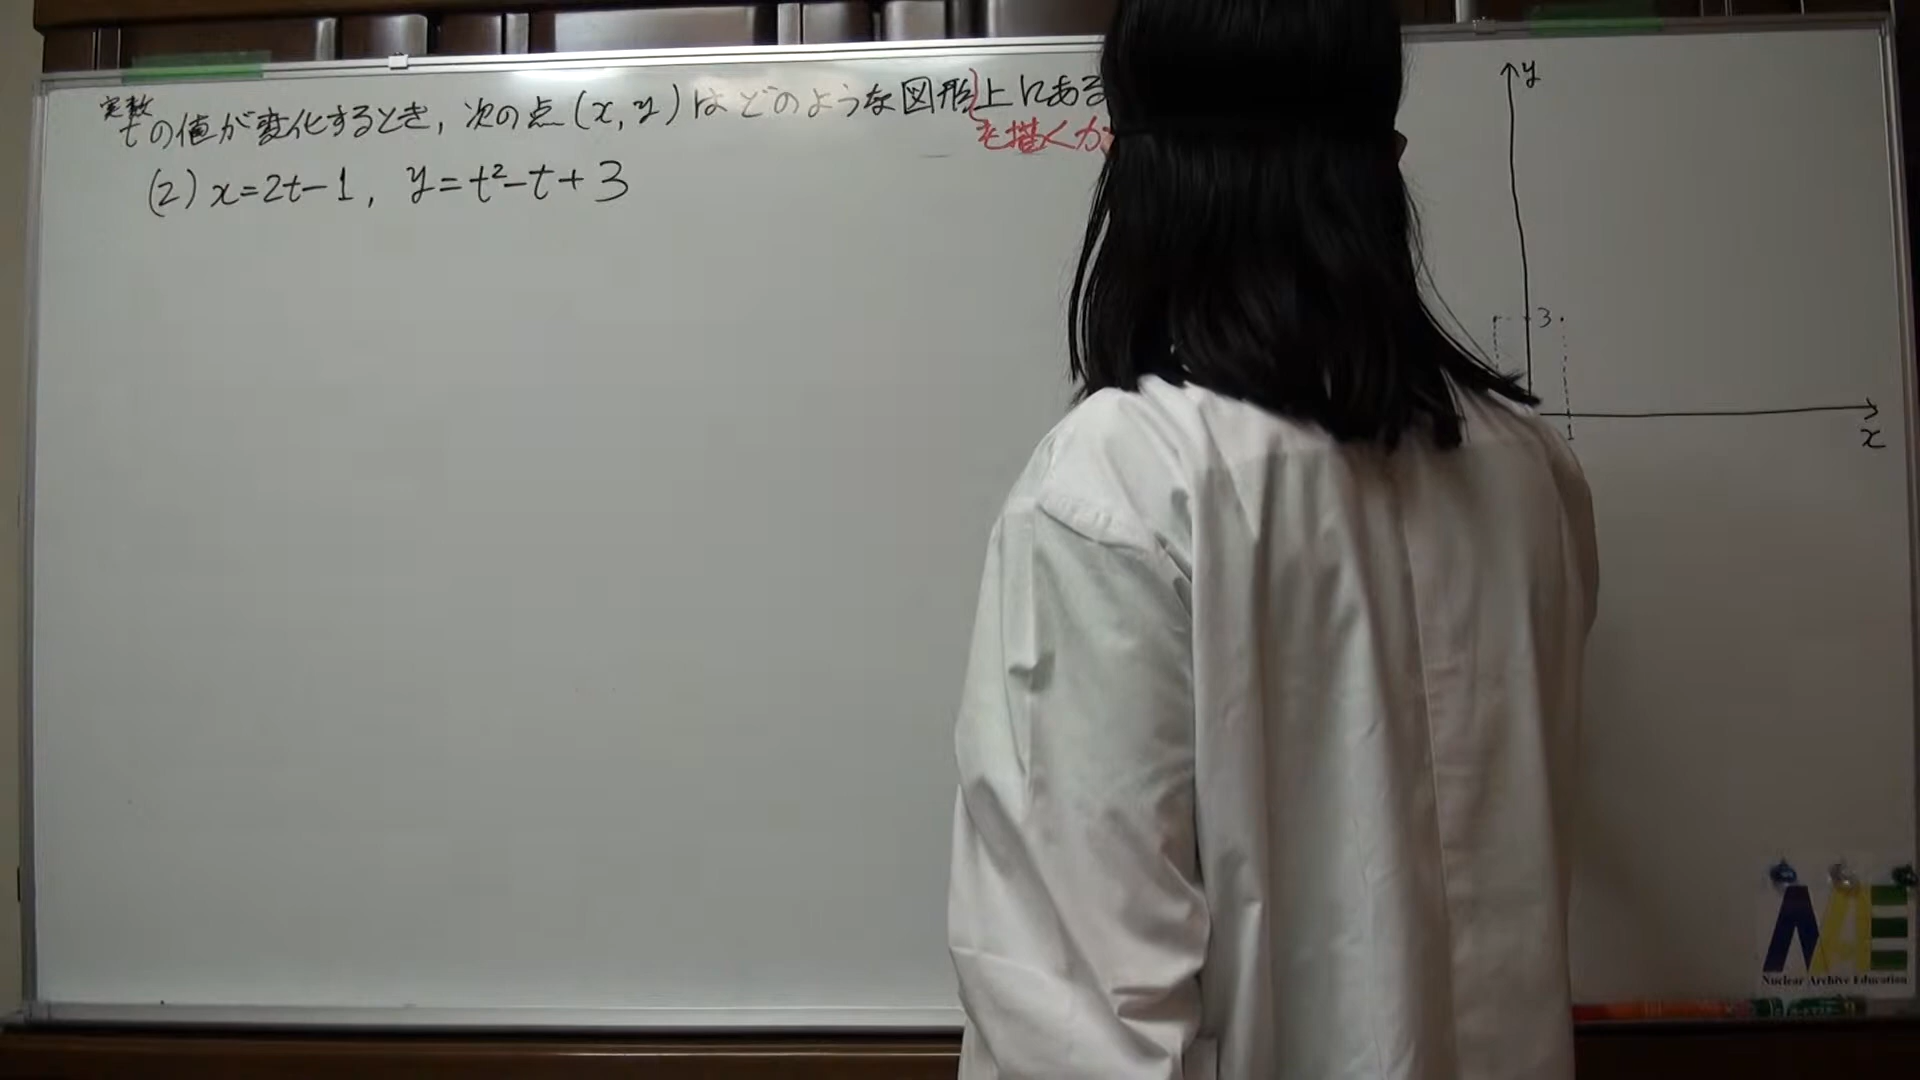 実数
tの値が変化するとき, 次の点(x, y)はどのような図形上にある
を描くか
(2) x=2t-1, y=t²-t+3
y
3
1
x
NAE
Nuclear Archive Education